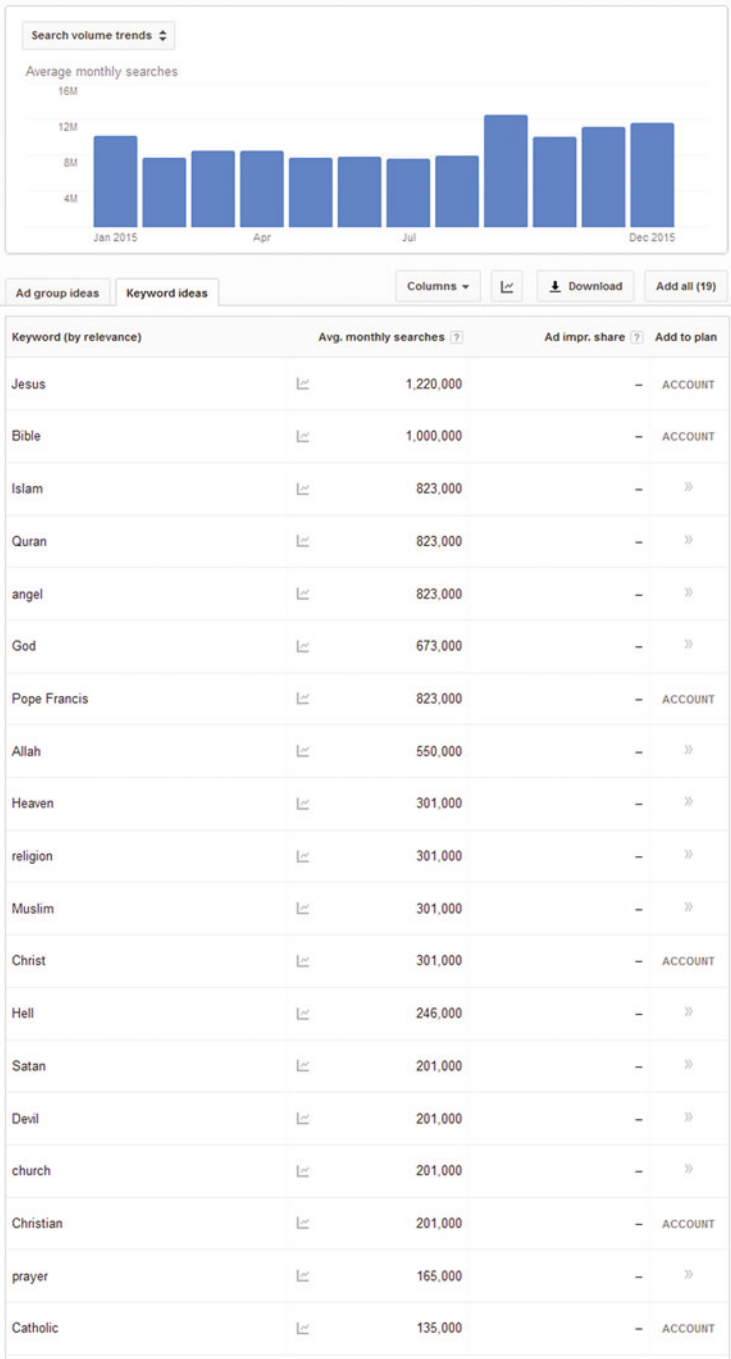 Search volume trends
Average monthly searches
16M
12M
8M
4M
Jan 2015 Apr Jul Dec 2015
Ad group ideas Keyword ideas Columns Download Add all (19)
Keyword (by relevance) Avg. monthly searches ? Ad impr. share ? Add to plan
Jesus 1,220,000 – ACCOUNT
Bible 1,000,000 – ACCOUNT
Islam 823,000 – »
Quran 823,000 – »
angel 823,000 – »
God 673,000 – »
Pope Francis 823,000 – ACCOUNT
Allah 550,000 – »
Heaven 301,000 – »
religion 301,000 – »
Muslim 301,000 – »
Christ 301,000 – ACCOUNT
Hell 246,000 – »
Satan 201,000 – »
Devil 201,000 – »
church 201,000 – »
Christian 201,000 – ACCOUNT
prayer 165,000 – »
Catholic 135,000 – ACCOUNT